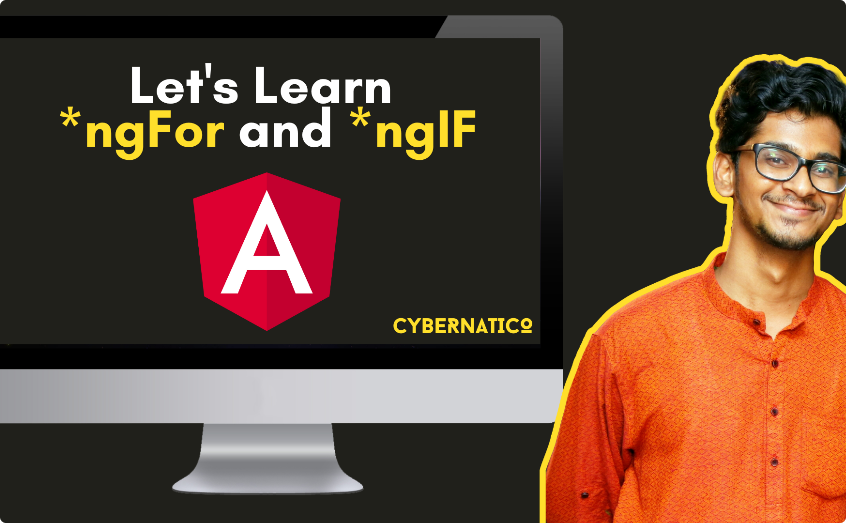 Let's Learn
*ngFor and *ngIF
A
CYBERNATICO